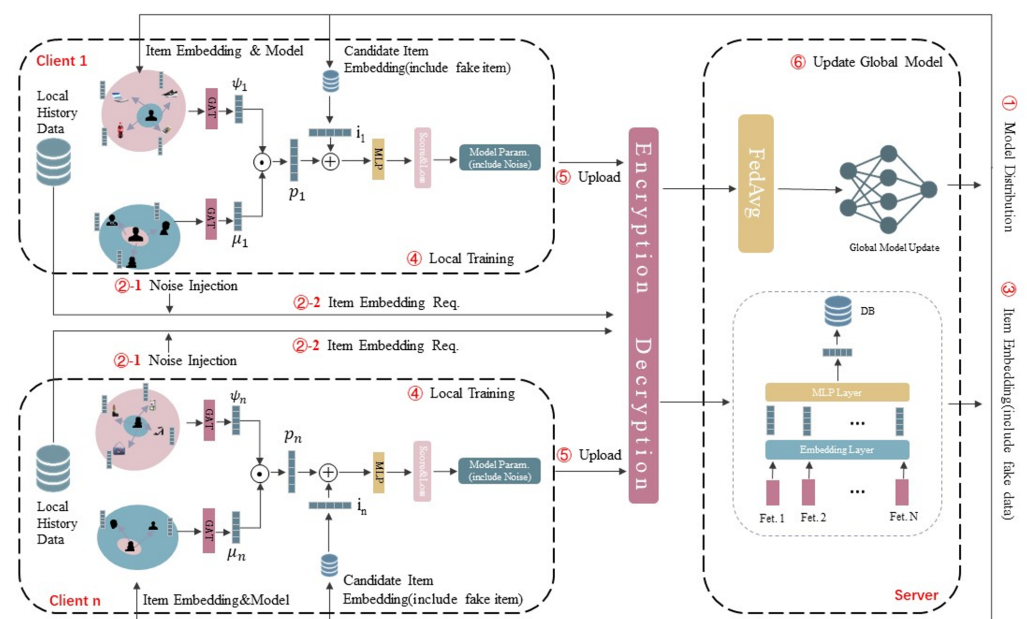 Client 1
Item Embedding & Model
Candidate Item
Embedding(include fake item)
Local
History
Data
GAT
ψ1
i1
p1
MLP
Score&Loss
Model Param.
(include Noise)
GAT
μ1
④ Local Training
⑤ Upload
②-1 Noise Injection
②-2 Item Embedding Req.
②-2 Item Embedding Req.
②-1 Noise Injection
④ Local Training
GAT
ψn
pn
MLP
Score&Loss
Model Param.
(include Noise)
⑤ Upload
in
Local
History
Data
GAT
μn
Candidate Item
Embedding(include fake item)
Client n
Item Embedding&Model
Encryption Decryption
⑥ Update Global Model
FedAvg
Global Model Update
DB
MLP Layer
...
Embedding Layer
...
Fet. 1
Fet. 2
Fet. N
Server
① Model Distribution
③ Item Embedding(include fake data)